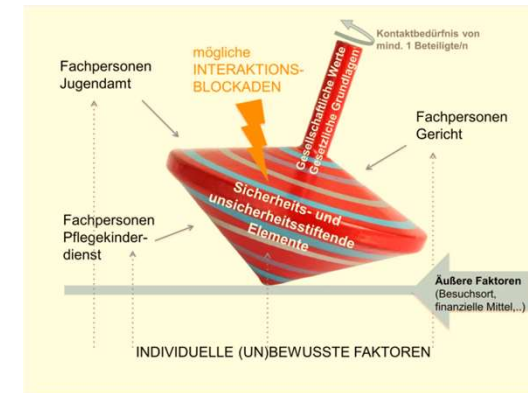 Kontaktbedürfnis von
mind. 1 Beteiligte/n
mögliche
INTERAKTIONS-
BLOCKADEN
Fachpersonen
Jugendamt
Gesellschaftliche Werte
Gesetzliche Grundlagen
Fachpersonen
Gericht
Sicherheits- und
unsicherheitsstiftende
Elemente
Fachpersonen
Pflegekinder-
dienst
Äußere Faktoren
(Besuchsort,
finanzielle Mittel,..)
INDIVIDUELLE (UN)BEWUSSTE FAKTOREN